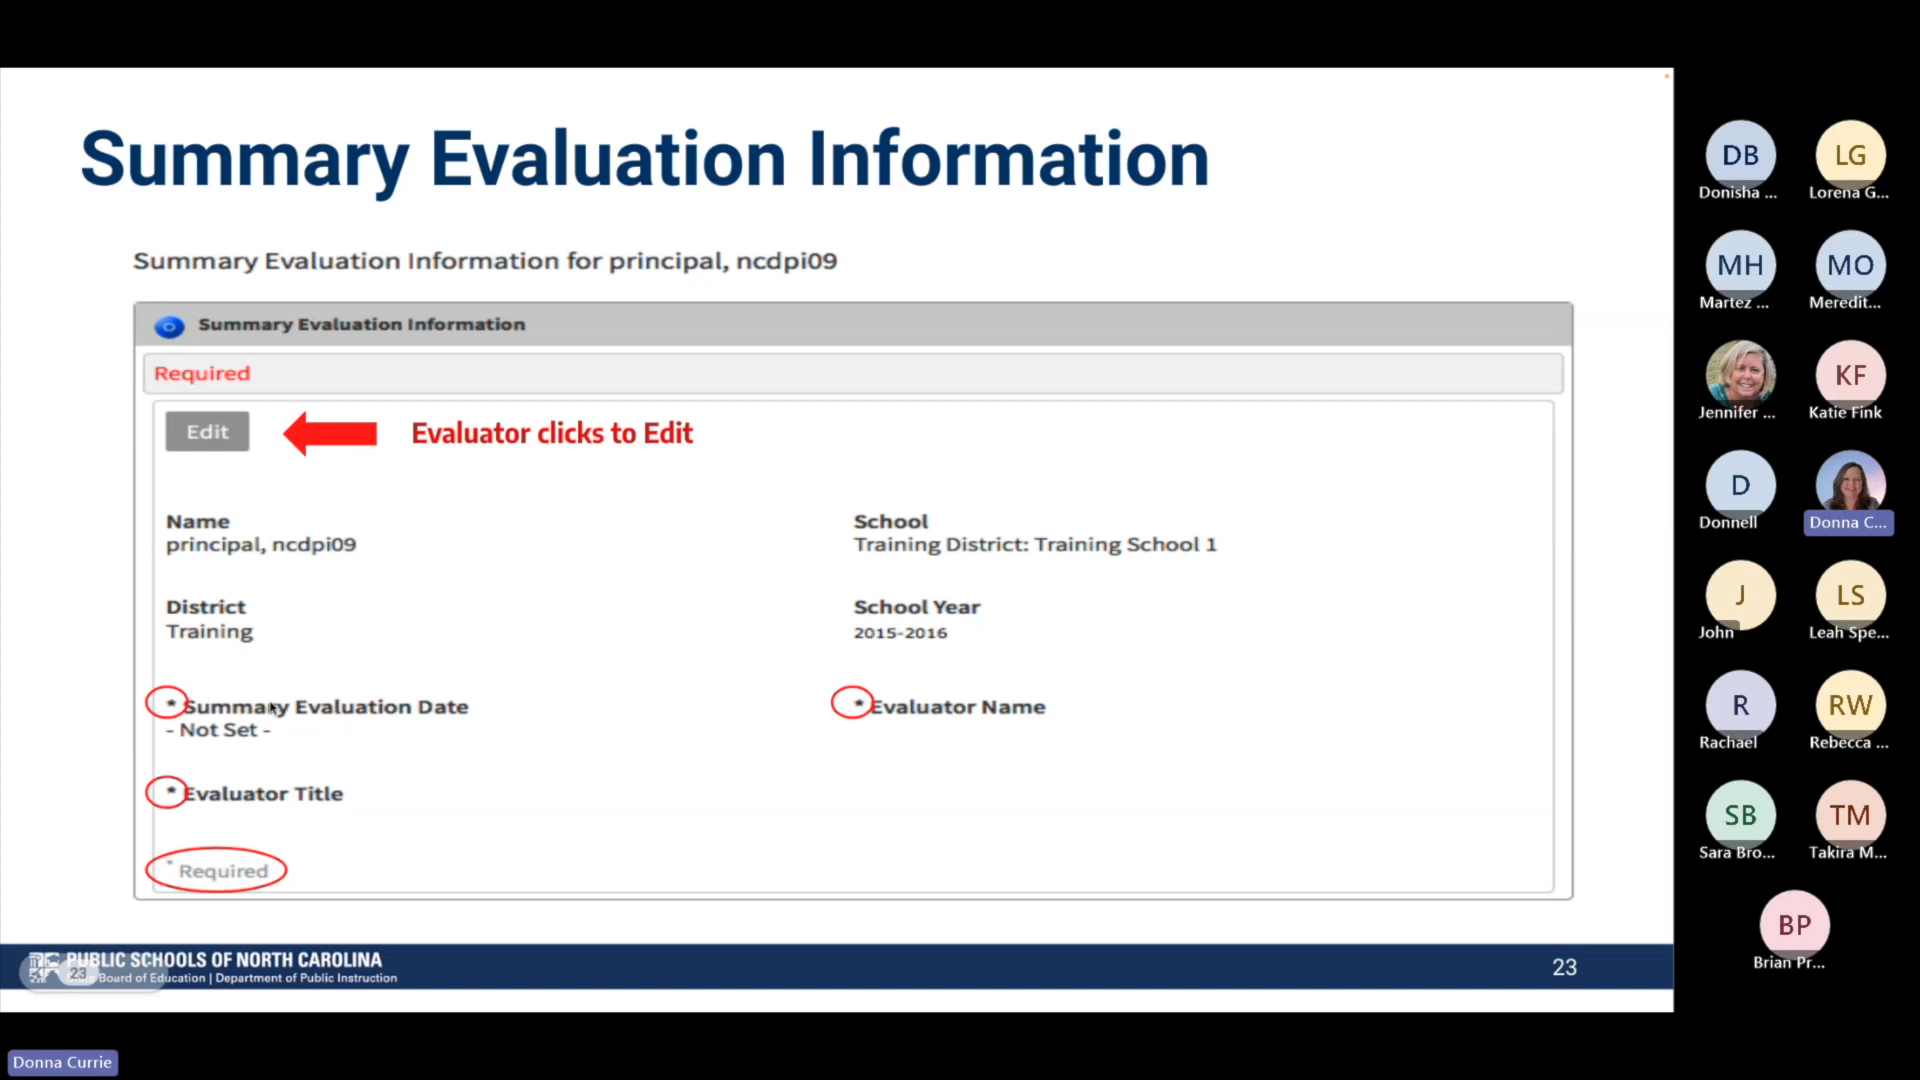 Summary Evaluation Information
Summary Evaluation Information for principal, ncdpi09
Summary Evaluation Information
Required
Edit
Evaluator clicks to Edit
Name
principal, ncdpi09
School
Training District: Training School 1
District
Training
School Year
2015-2016
* Summary Evaluation Date
- Not Set -
* Evaluator Name
* Evaluator Title
* Required
PUBLIC SCHOOLS OF NORTH CAROLINA
Board of Education | Department of Public Instruction
23
23
DB
Donisha ...
LG
Lorena G...
MH
Martez ...
MO
Meredit...
Jennifer ...
KF
Katie Fink
D
Donnell
Donna C...
J
John
LS
Leah Spe...
R
Rachael
RW
Rebecca ...
SB
Sara Bro...
TM
Takira M...
BP
Brian Pr...
Donna Currie